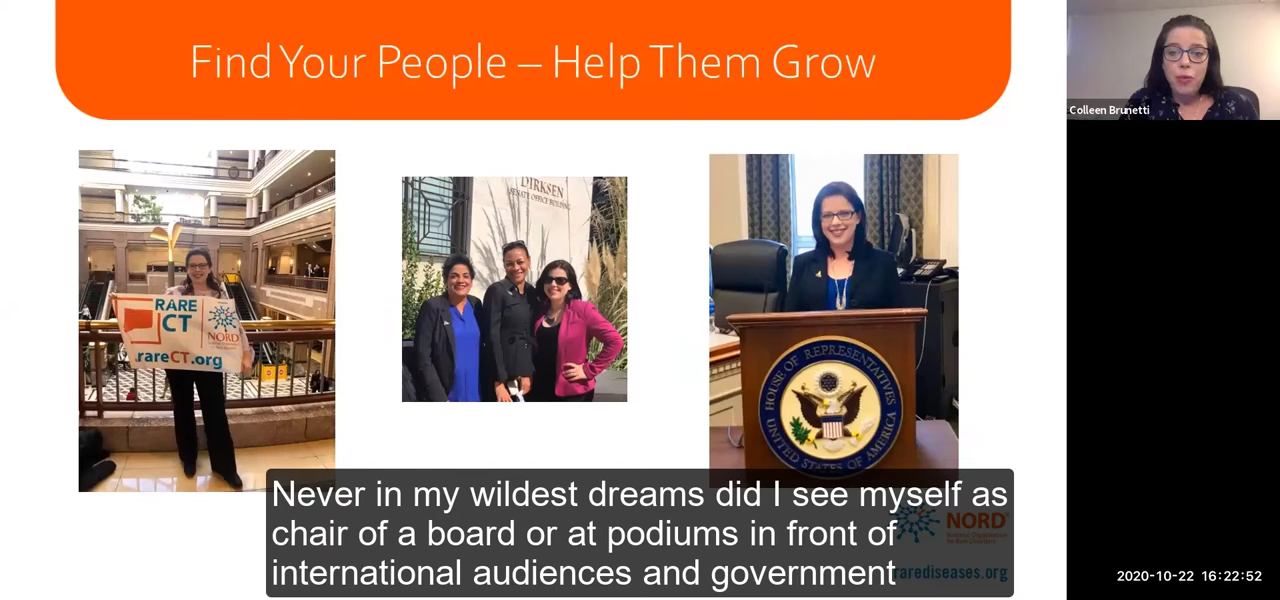 Find Your People – Help Them Grow
Colleen Brunetti
RARE
CT
NORD
rareCT.org
DIRKSEN
SENATE OFFICE BUILDING
HOUSE OF REPRESENTATIVES
UNITED STATES OF AMERICA
Never in my wildest dreams did I see myself as
chair of a board or at podiums in front of
international audiences and government
NORD
National Organization
for Rare Disorders
rarediseases.org
2020-10-22 16:22:52